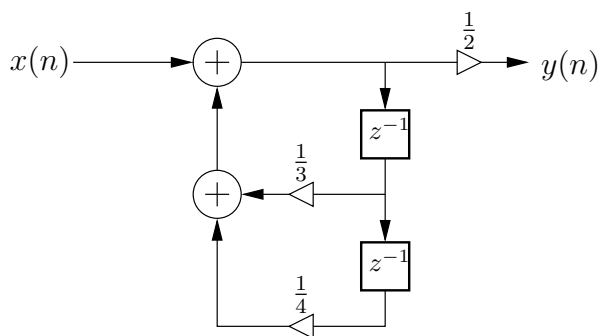 x(n) + 1/2 y(n)
z⁻¹
+ 1/3
z⁻¹
1/4